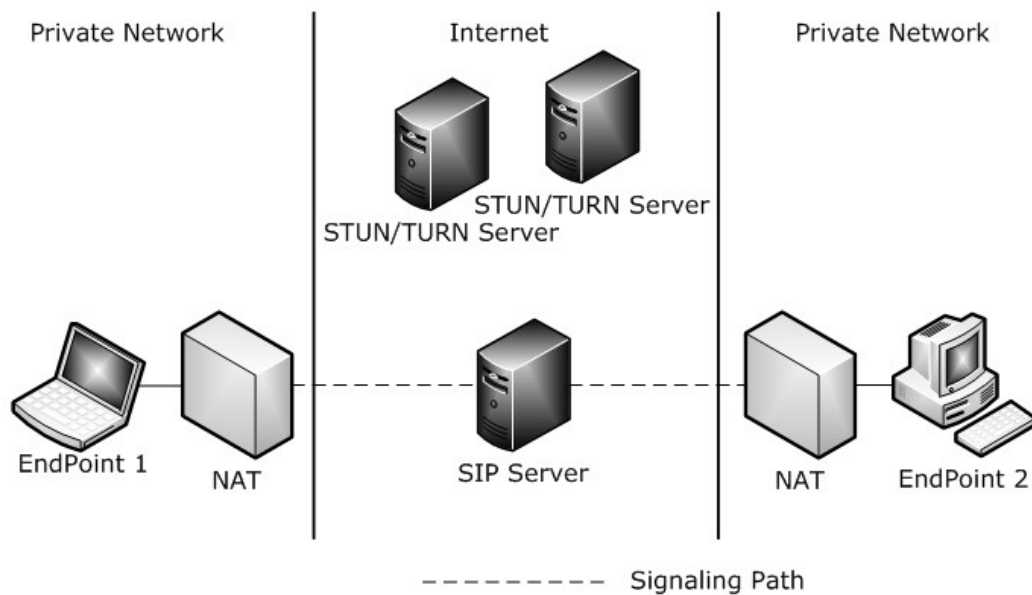 Private Network
Internet
Private Network
STUN/TURN Server
STUN/TURN Server
EndPoint 1
NAT
SIP Server
NAT
EndPoint 2
Signaling Path